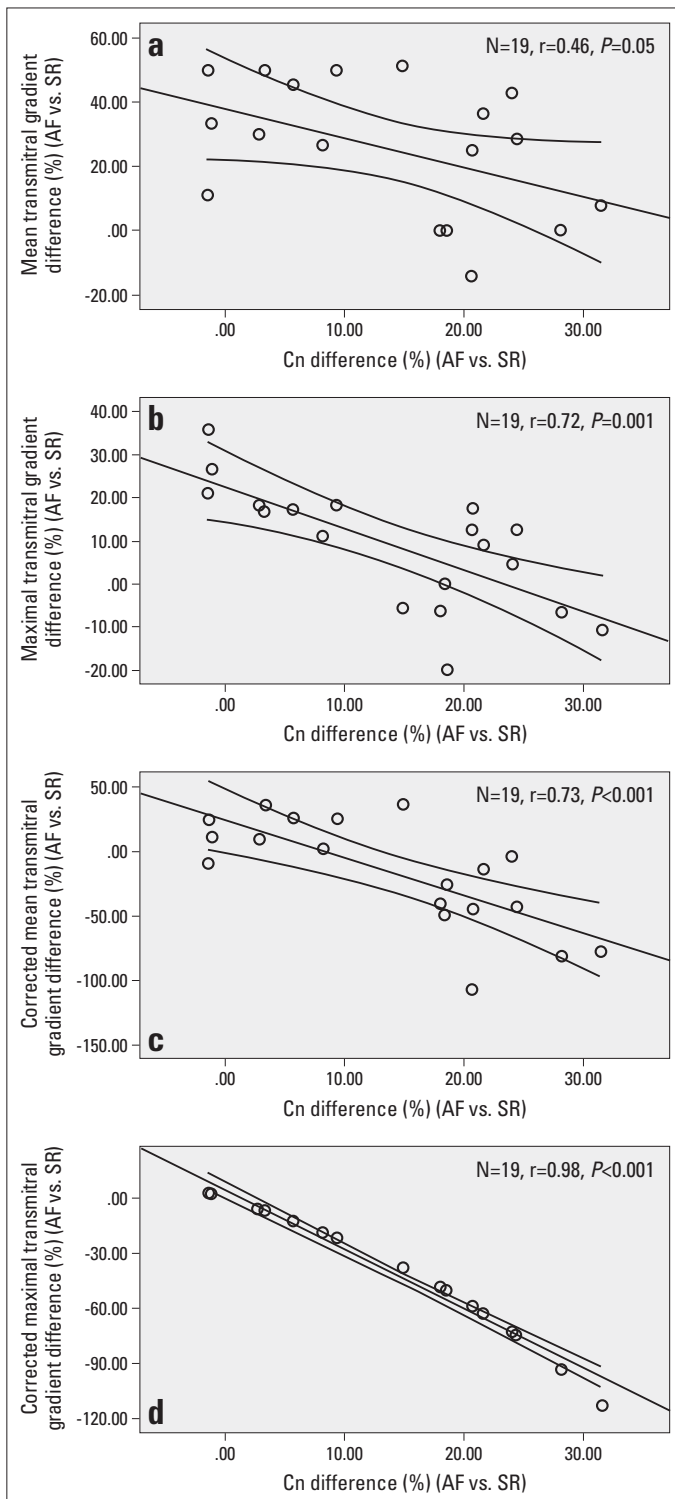 a
N=19, r=0.46, P=0.05
Mean transmitral gradient
difference (%) (AF vs. SR)
60.00
40.00
20.00
.00
-20.00
.00 10.00 20.00 30.00
Cn difference (%) (AF vs. SR)
b
N=19, r=0.72, P=0.001
Maximal transmitral gradient
difference (%) (AF vs. SR)
40.00
30.00
20.00
10.00
.00
-10.00
-20.00
.00 10.00 20.00 30.00
Cn difference (%) (AF vs. SR)
N=19, r=0.73, P<0.001
Corrected mean transmitral
gradient difference (%) (AF vs. SR)
50.00
.00
-50.00
-100.00
-150.00
c
.00 10.00 20.00 30.00
Cn difference (%) (AF vs. SR)
N=19, r=0.98, P<0.001
Corrected maximal transmitral
gradient difference (%) (AF vs. SR)
.00
-30.00
-60.00
-90.00
-120.00
d
.00 10.00 20.00 30.00
Cn difference (%) (AF vs. SR)